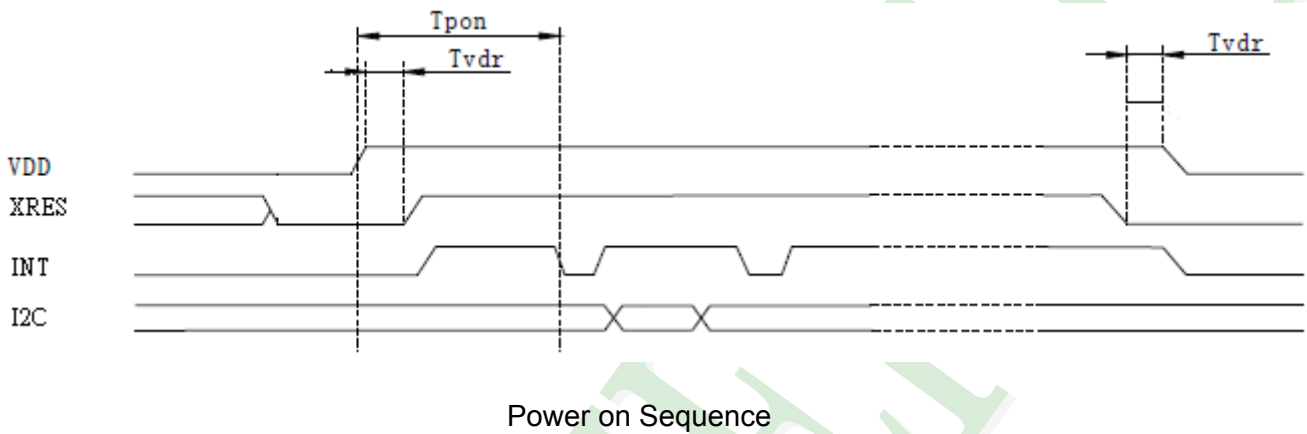 Tpon
Tvdr
Tvdr
VDD
XRES
INT
I2C
Power on Sequence